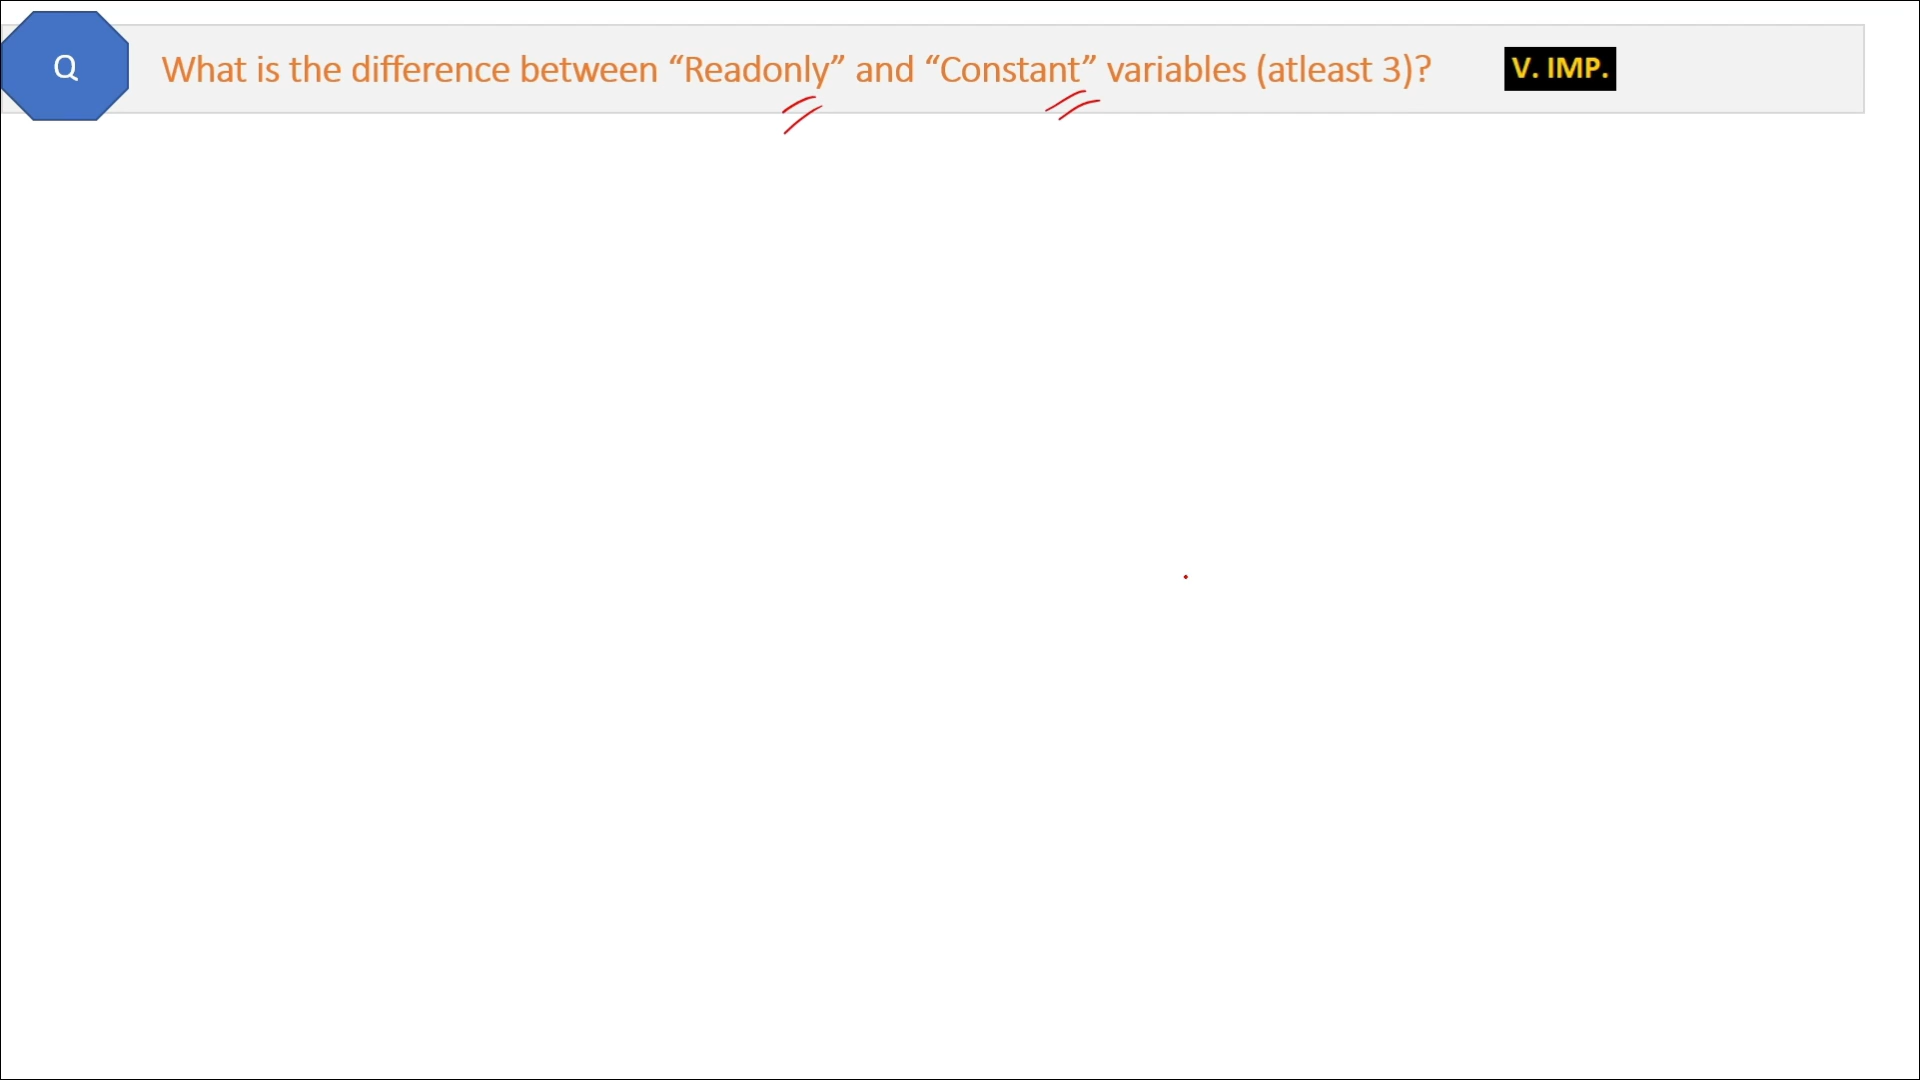 Q
What is the difference between “Readonly” and “Constant” variables (atleast 3)?
V. IMP.